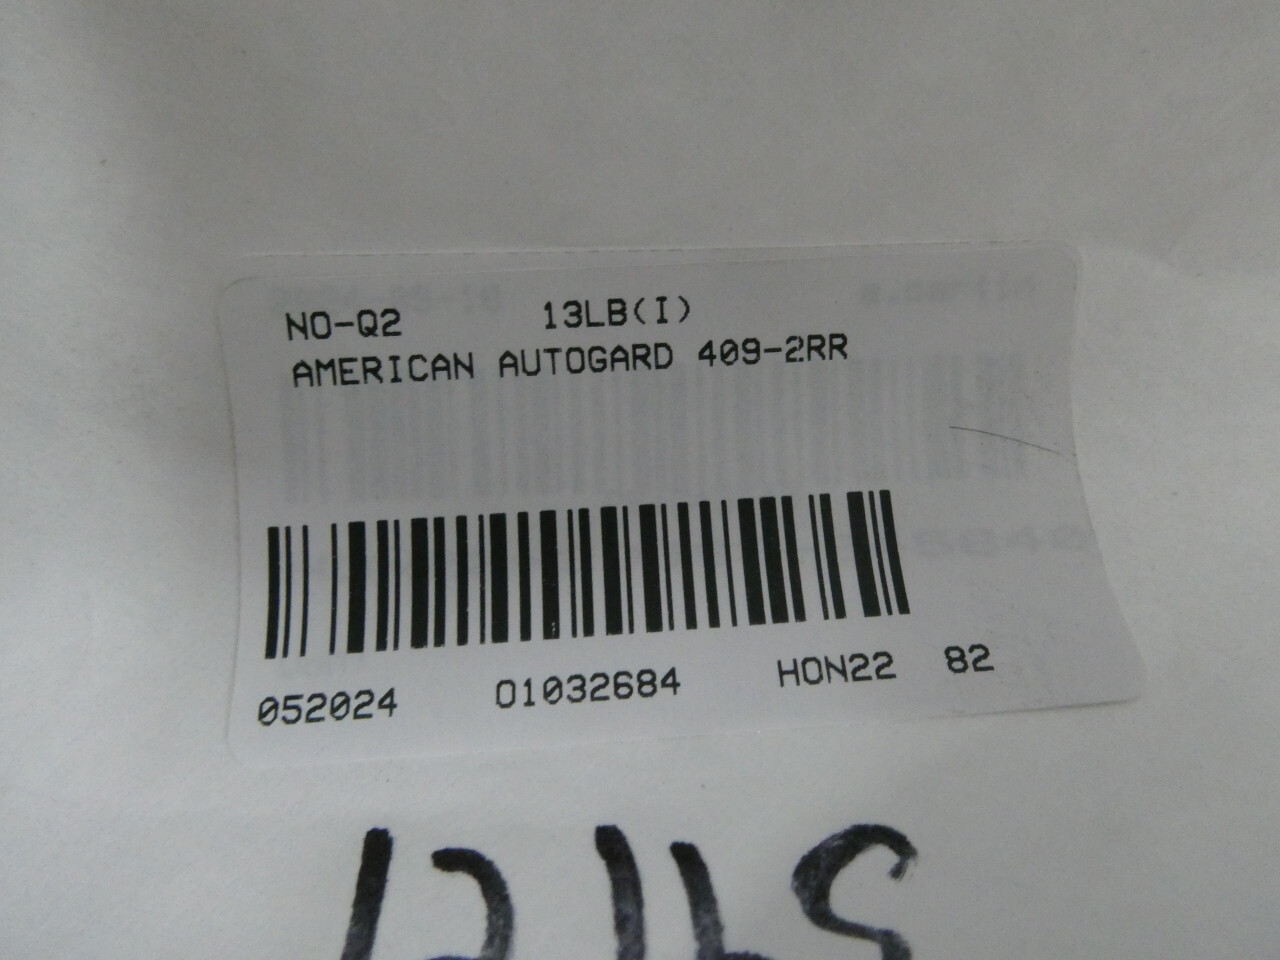 NO-Q2 13LB(I)
AMERICAN AUTOGARD 409-2RR
052024 01032684 HON22 82